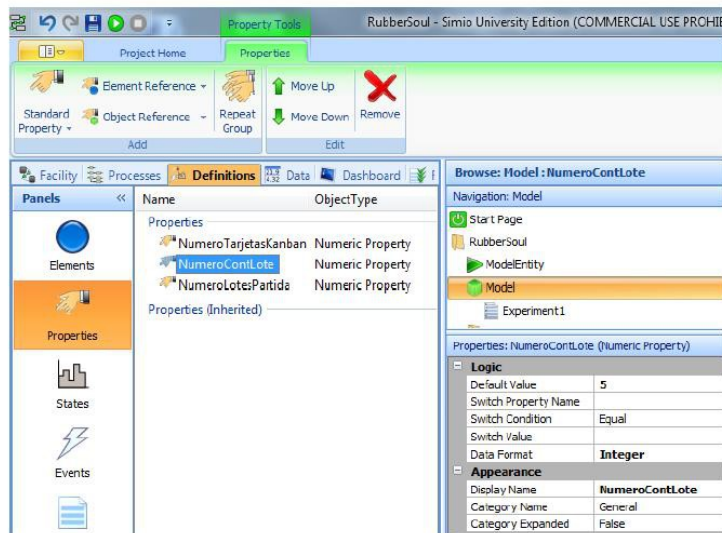 Property Tools
RubberSoul - Simio University Edition (COMMERCIAL USE PROHIE
Project Home
Properties
Standard Property
Element Reference
Object Reference
Repeat Group
Move Up
Move Down
Remove
Add
Edit
Facility
Processes
Definitions
Data
Dashboard
Panels
Elements
Properties
States
Events
Name
ObjectType
Properties
NumeroTarjetasKanban
Numeric Property
NumeroContLote
Numeric Property
NumeroLotesPartida
Numeric Property
Properties (Inherited)
Browse: Model : NumeroContLote
Navigation: Model
Start Page
RubberSoul
ModelEntity
Model
Experiment1
Properties: NumeroContLote (Numeric Property)
Logic
Default Value
5
Switch Property Name
Switch Condition
Equal
Switch Value
Data Format
Integer
Appearance
Display Name
NumeroContLote
Category Name
General
Category Expanded
False